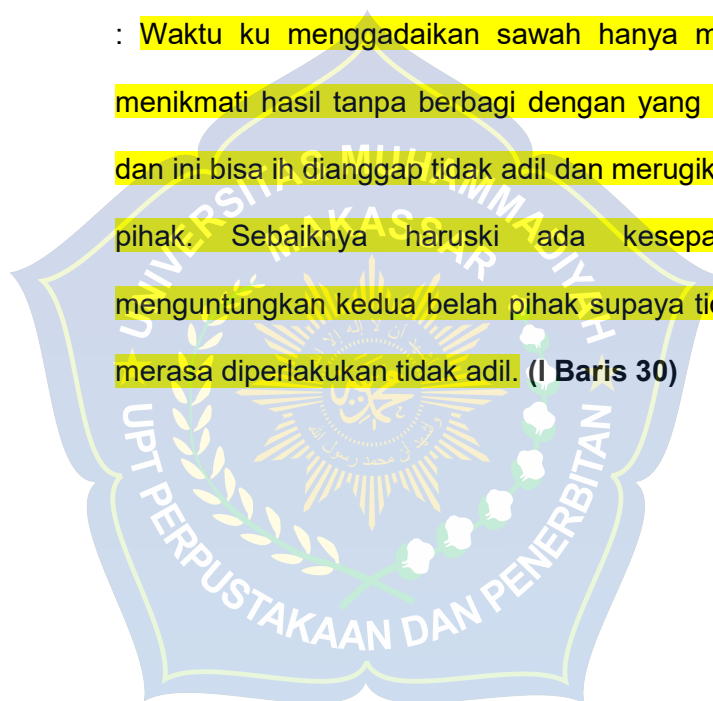 : Waktu ku menggadaikan sawah hanya m
menikmati hasil tanpa berbagi dengan yang
dan ini bisa ih dianggap tidak adil dan merugik
pihak. Sebaiknya haruski ada kesepa
menguntungkan kedua belah pihak supaya tid
merasa diperlakukan tidak adil. (I Baris 30)
UNIVERSITAS MUHAMMADIYAH
MAKASSAR
UPT PERPUSTAKAAN DAN PENERBITAN